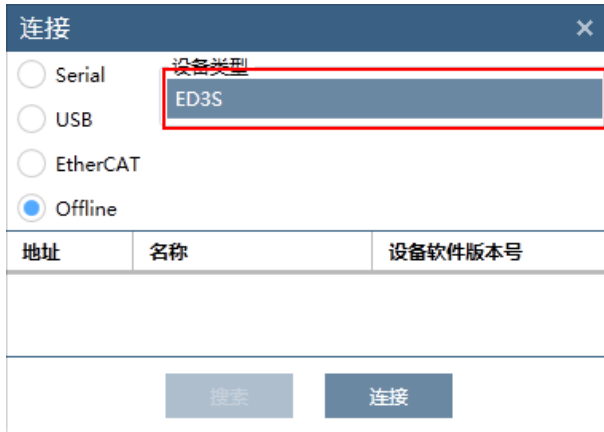 连接
Serial
设备类型
ED3S
USB
EtherCAT
Offline
地址 名称 设备软件版本号
搜索 连接